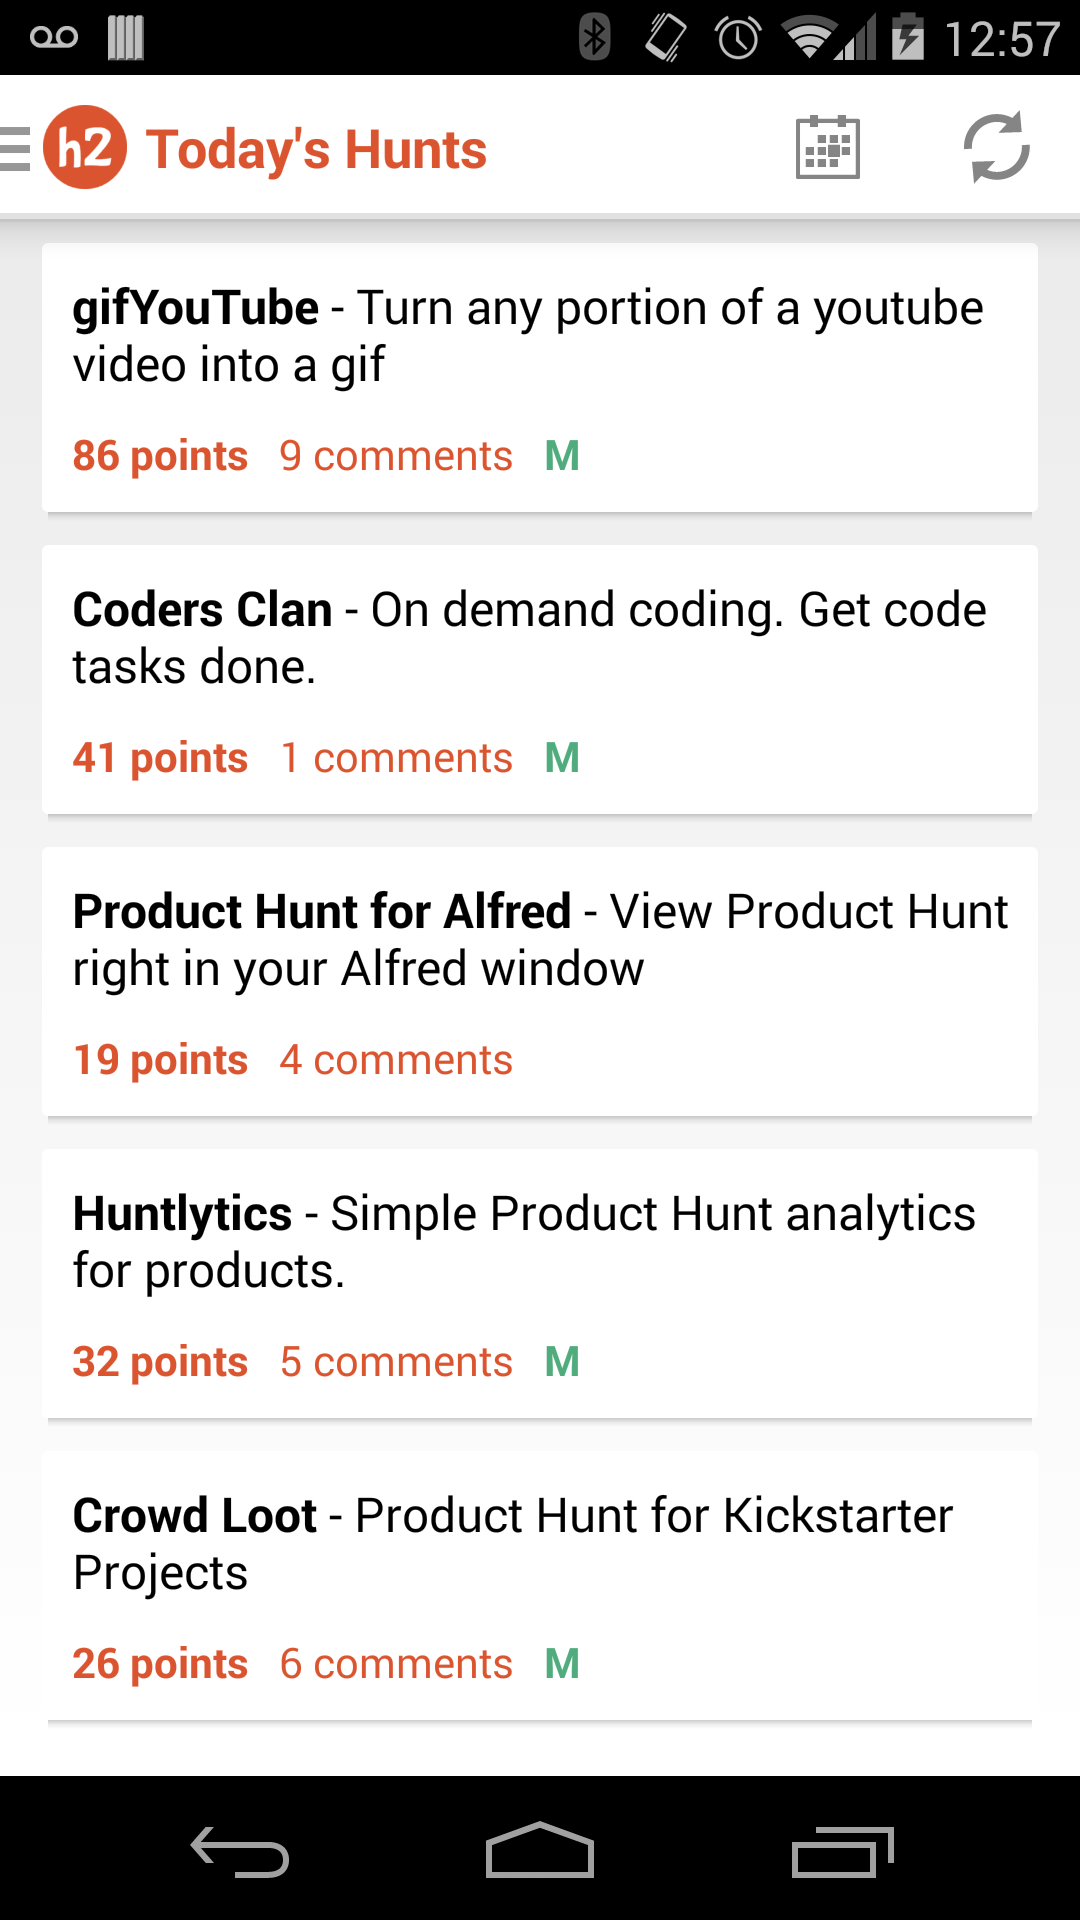 12:57
h2 Today's Hunts
gifYouTube - Turn any portion of a youtube
video into a gif
86 points 9 comments M
Coders Clan - On demand coding. Get code
tasks done.
41 points 1 comments M
Product Hunt for Alfred - View Product Hunt
right in your Alfred window
19 points 4 comments
Huntlytics - Simple Product Hunt analytics
for products.
32 points 5 comments M
Crowd Loot - Product Hunt for Kickstarter
Projects
26 points 6 comments M